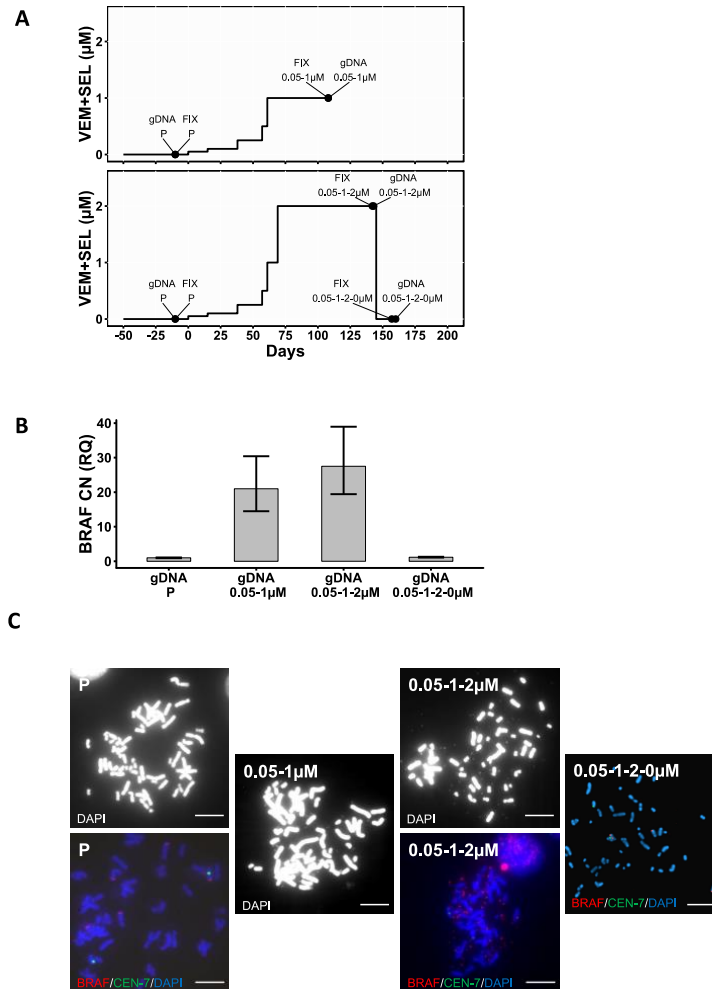 A
VEM+SEL (µM)
2
1
0
gDNA FIX
P P
FIX gDNA
0.05-1µM 0.05-1µM
VEM+SEL (µM)
2
1
0
gDNA FIX
P P
FIX gDNA
0.05-1-2µM 0.05-1-2µM
FIX gDNA
0.05-1-2-0µM 0.05-1-2-0µM
-50 -25 0 25 50 75 100 125 150 175 200
Days
B
BRAF CN (RQ)
40
30
20
10
0
gDNA gDNA gDNA gDNA
P 0.05-1µM 0.05-1-2µM 0.05-1-2-0µM
C
P
DAPI
P
BRAF/CEN-7/DAPI
0.05-1µM
DAPI
0.05-1-2µM
DAPI
0.05-1-2µM
BRAF/CEN-7/DAPI
0.05-1-2-0µM
BRAF/CEN-7/DAPI